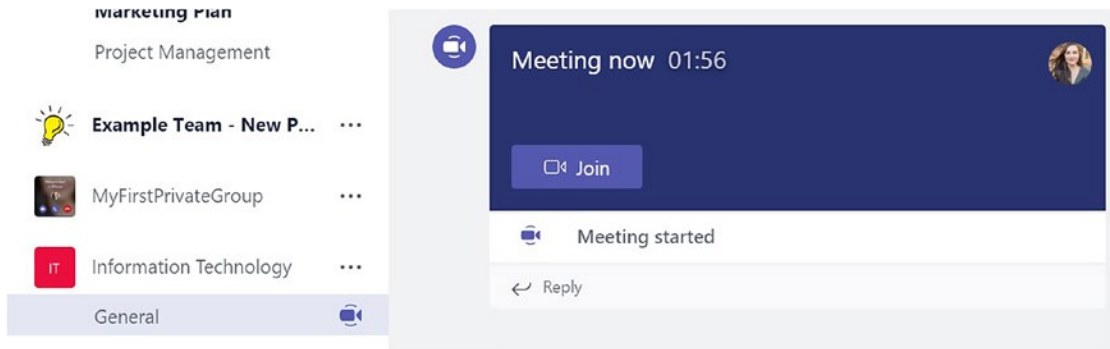 Marketing Plan
Project Management
Example Team - New P...
MyFirstPrivateGroup
IT
Information Technology
General
Meeting now 01:56
Join
Meeting started
Reply